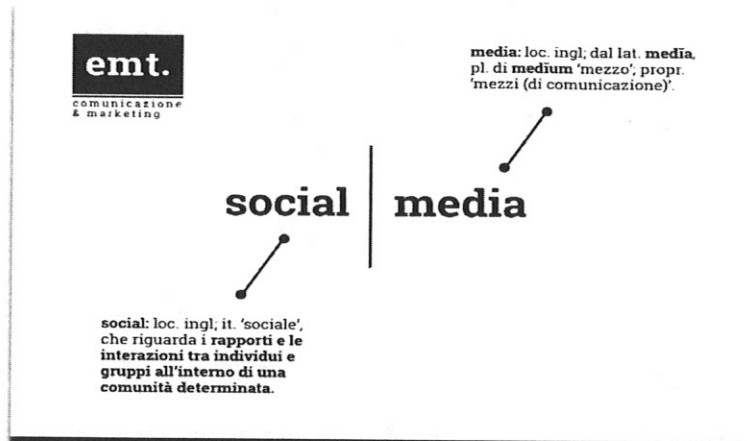 emt.
comunicazione
& marketing
media: loc. ingl; dal lat. medĭa,
pl. di medĭum ‘mezzo’; propr.
‘mezzi (di comunicazione)’.
social | media
social: loc. ingl; it. ‘sociale’,
che riguarda i rapporti e le
interazioni tra individui e
gruppi all’interno di una
comunità determinata.